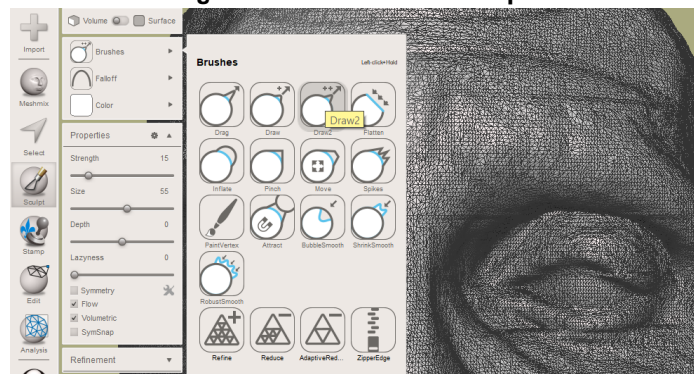 Import
Meshmix
Select
Sculpt
Stamp
Edit
Analysis
Volume Surface
Brushes
Falloff
Color
Properties
Strength 15
Size 55
Depth 0
Lazyness 0
Symmetry
Flow
Volumetric
SymSnap
Refinement
Brushes Left-click+Hold
Drag Draw Draw2 Flatten
Draw2
Inflate Pinch Move Spikes
PaintVertex Attract BubbleSmooth ShrinkSmooth
RobustSmooth
Refine Reduce AdaptiveRed... ZipperEdge